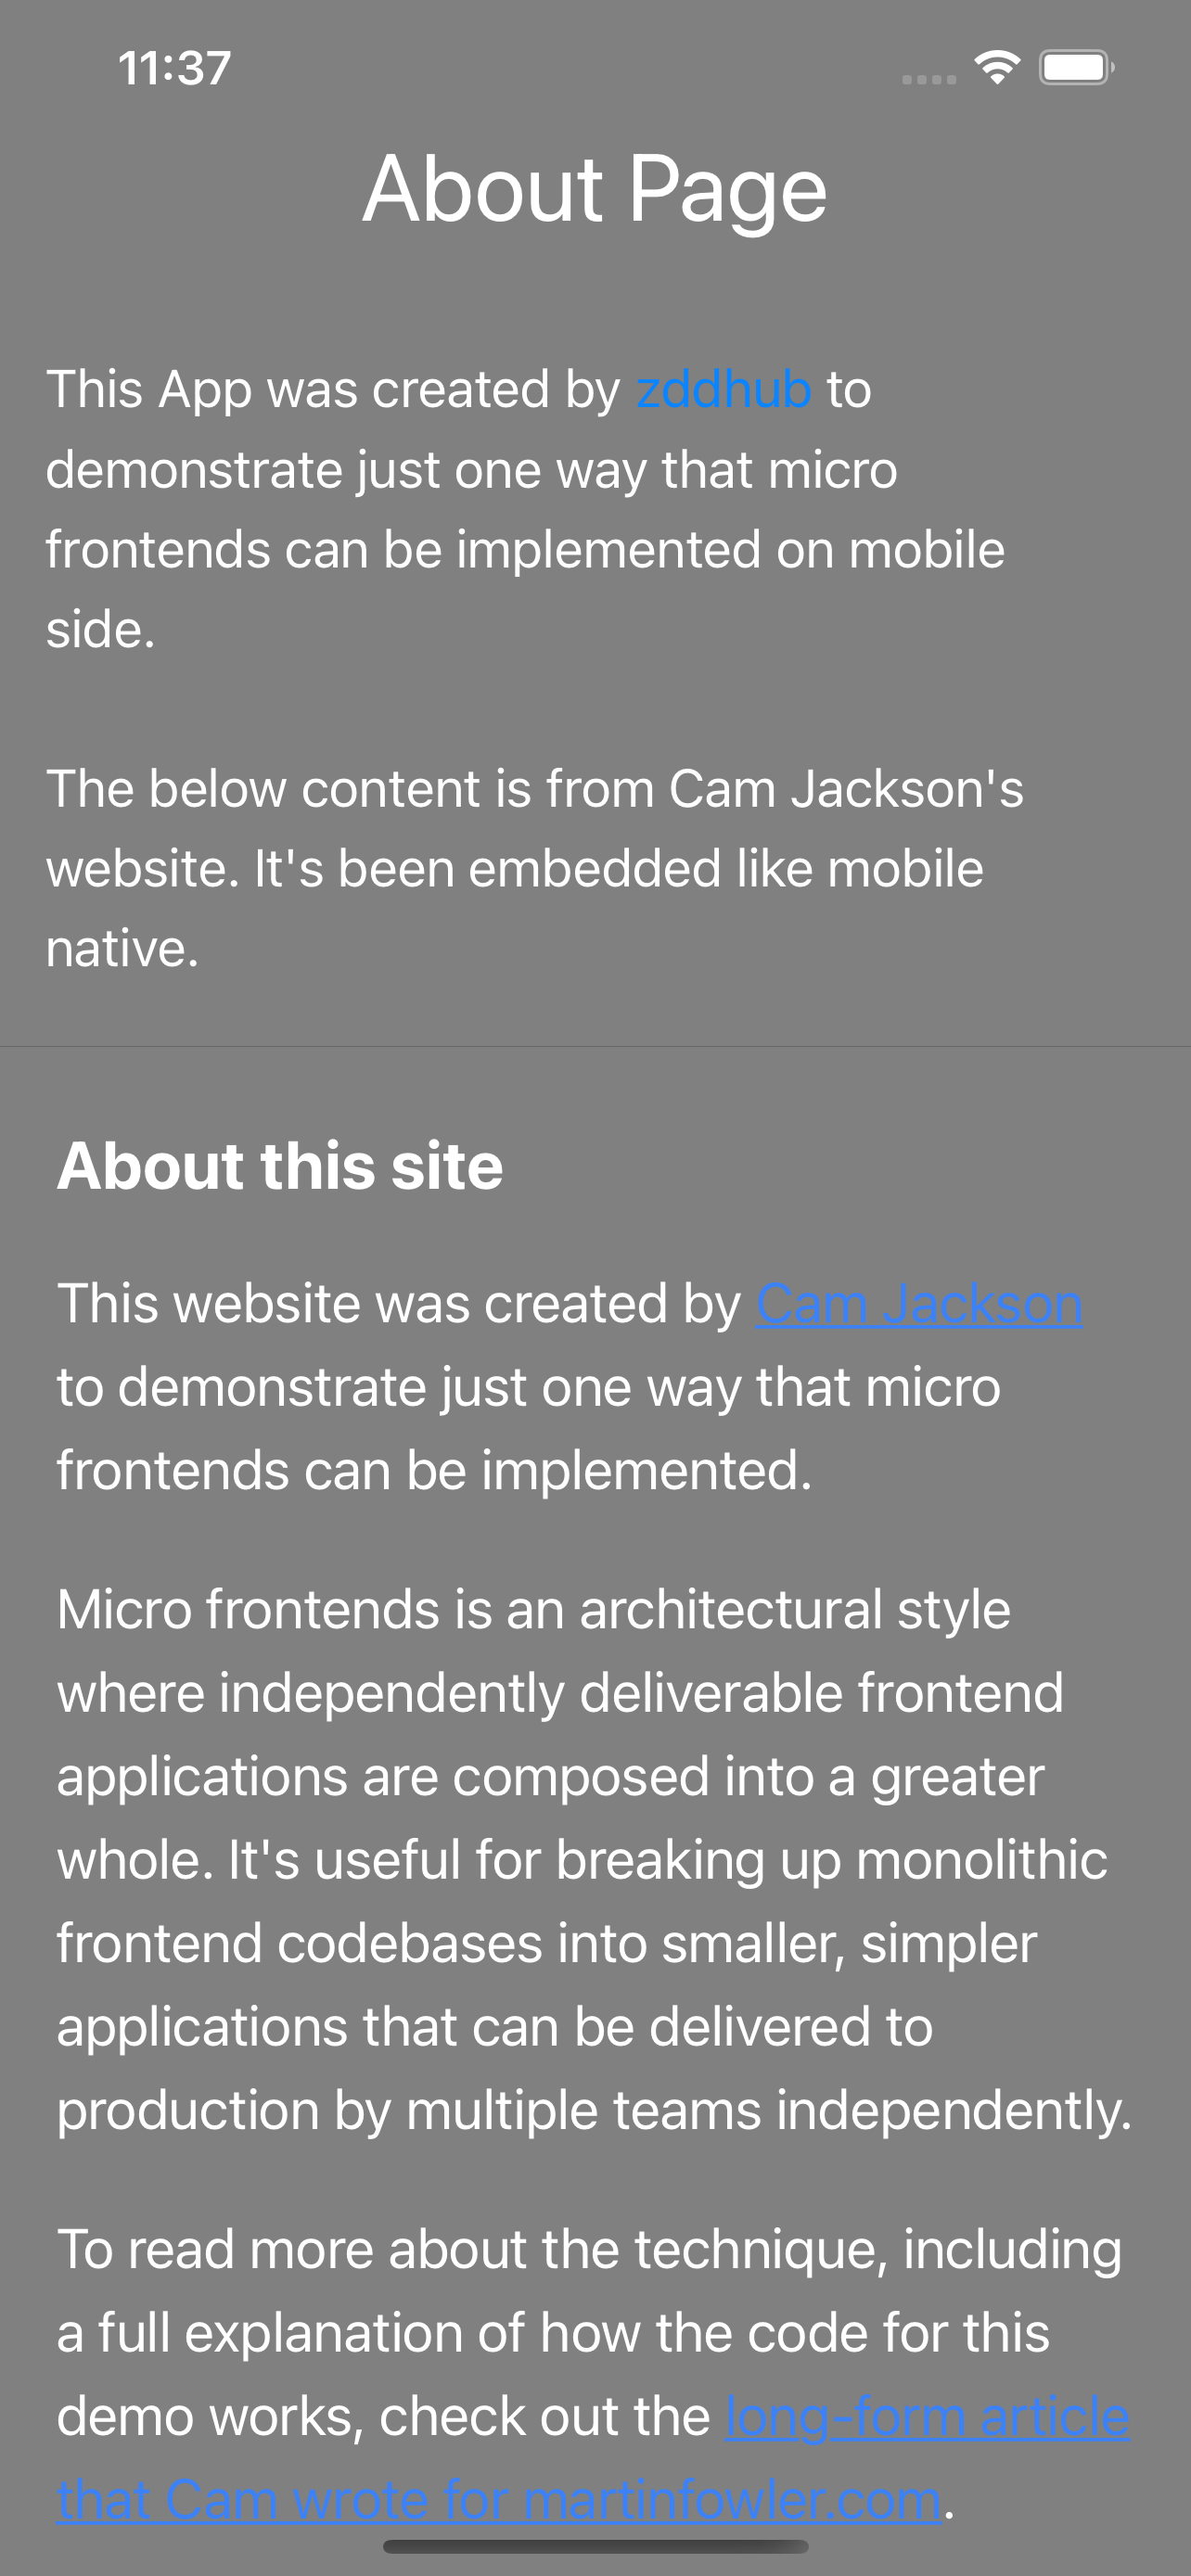 11:37
About Page
This App was created by zddhub to
demonstrate just one way that micro
frontends can be implemented on mobile
side.
The below content is from Cam Jackson's
website. It's been embedded like mobile
native.
About this site
This website was created by Cam Jackson
to demonstrate just one way that micro
frontends can be implemented.
Micro frontends is an architectural style
where independently deliverable frontend
applications are composed into a greater
whole. It's useful for breaking up monolithic
frontend codebases into smaller, simpler
applications that can be delivered to
production by multiple teams independently.
To read more about the technique, including
a full explanation of how the code for this
demo works, check out the long-form article
that Cam wrote for martinfowler.com.